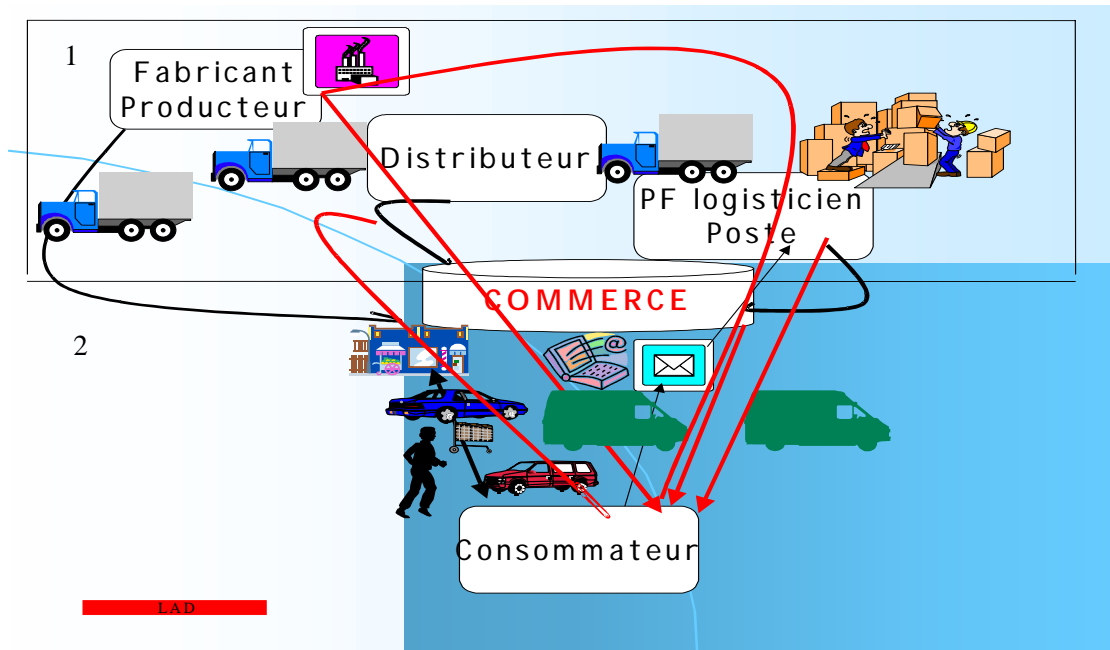 1
Fabricant
Producteur
Distributeur
PF logisticien
Poste
COMMERCE
2
@
Consommateur
LAD